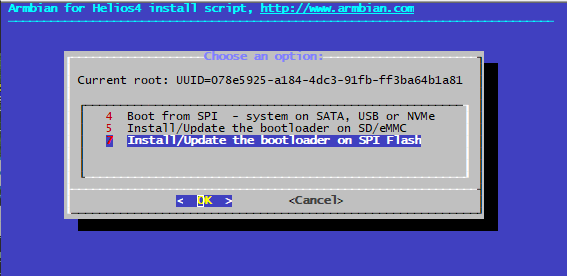 Armbian for Helios4 install script, http://www.armbian.com
Choose an option:
Current root: UUID=078e5925-a184-4dc3-91fb-ff3ba64b1a81
4 Boot from SPI - system on SATA, USB or NVMe
5 Install/Update the bootloader on SD/eMMC
7 Install/Update the bootloader on SPI Flash
< OK > <Cancel>